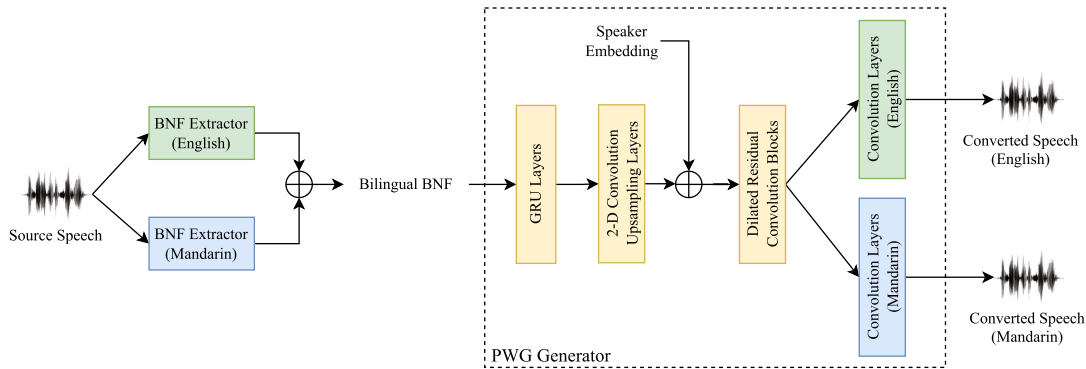 Source Speech
BNF Extractor
(English)
BNF Extractor
(Mandarin)
Bilingual BNF
GRU Layers
2-D Convolution
Upsampling Layers
Speaker
Embedding
Dilated Residual
Convolution Blocks
Convolution Layers
(English)
Convolution Layers
(Mandarin)
Converted Speech
(English)
Converted Speech
(Mandarin)
PWG Generator